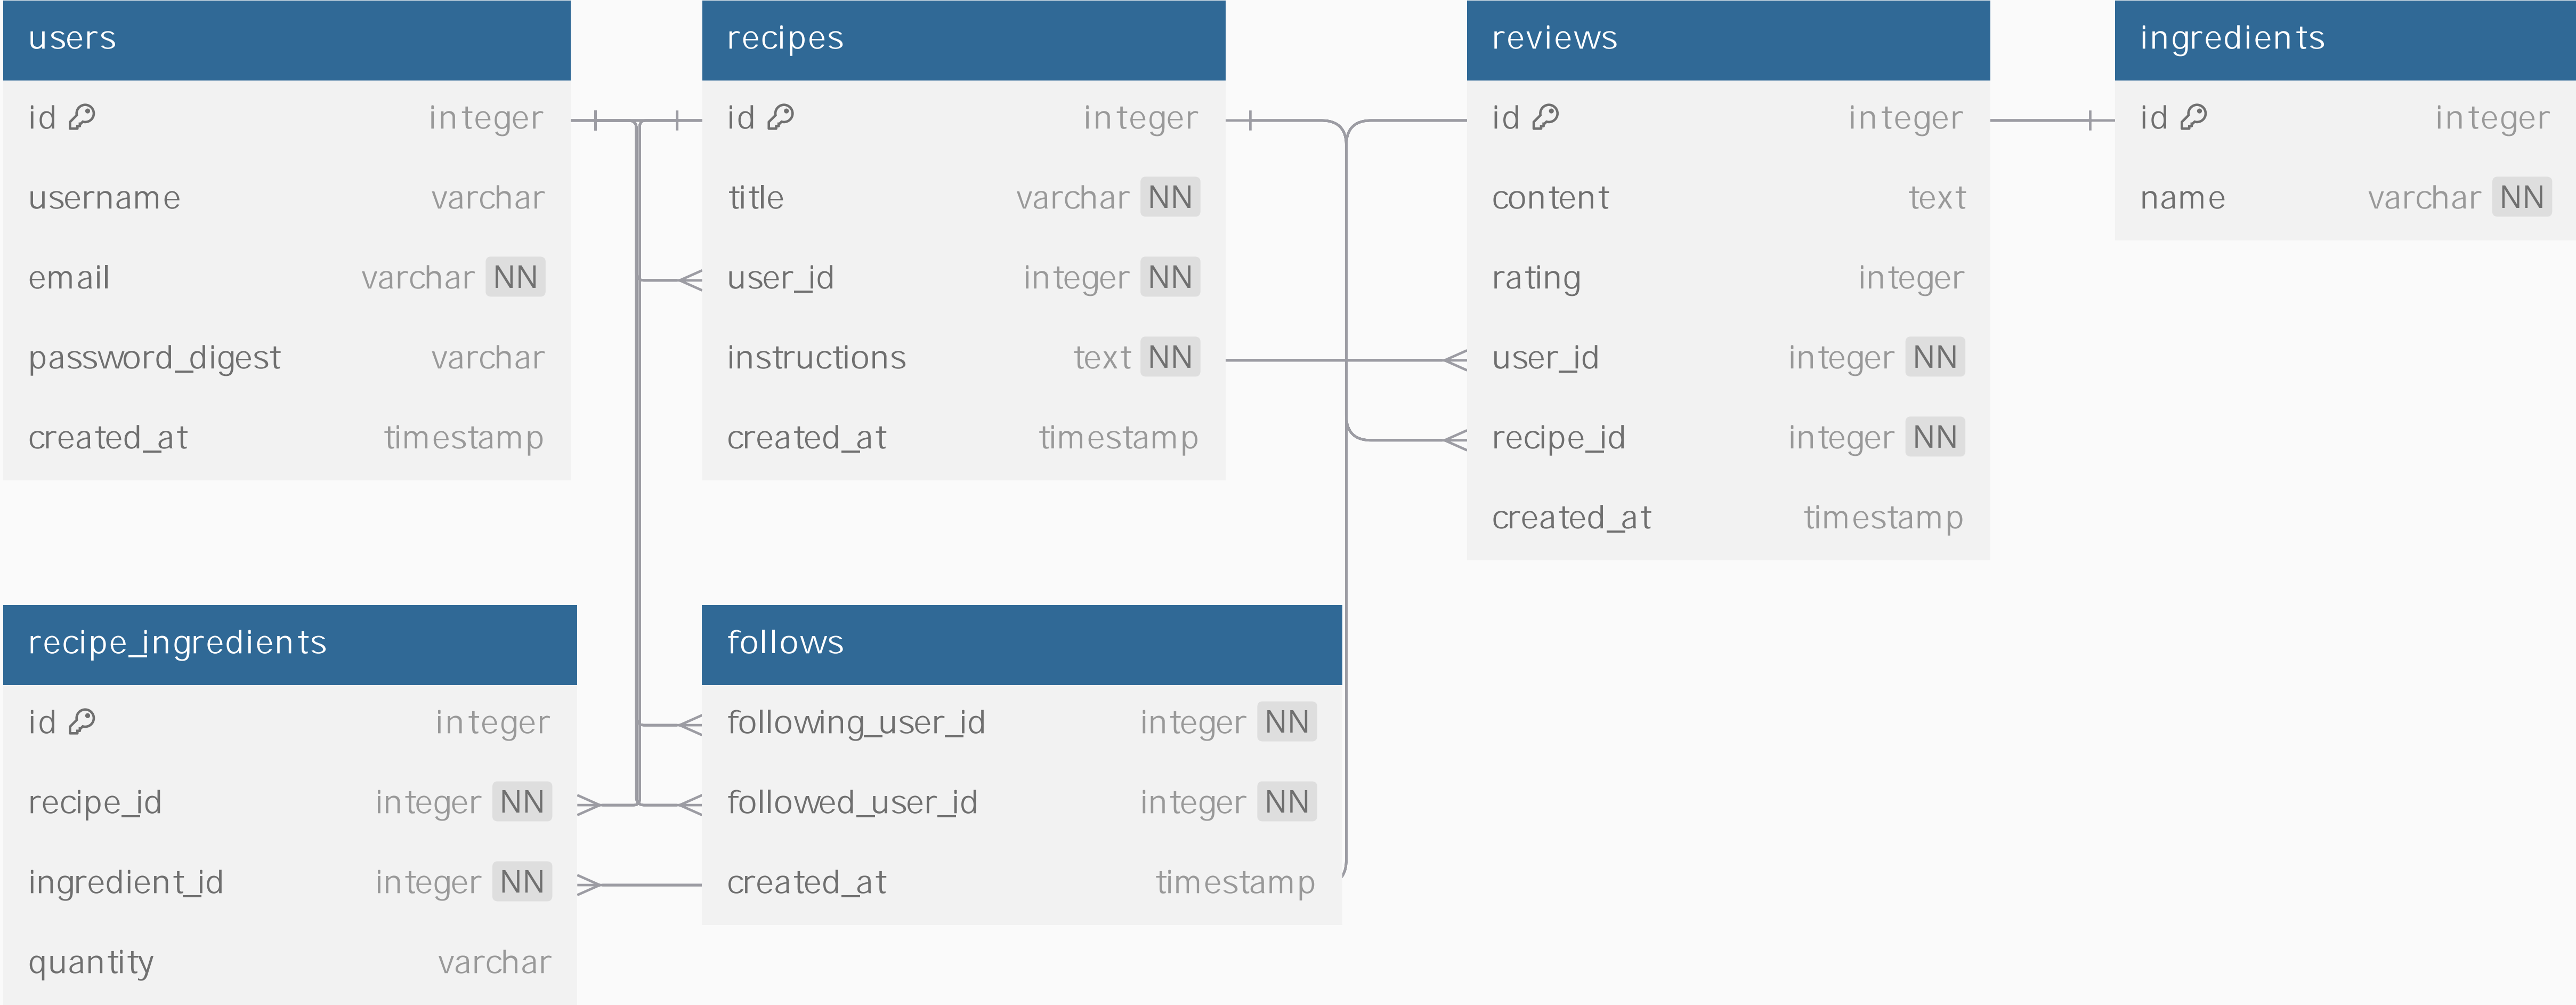 users
id integer
username varchar
email varchar NN
password_digest varchar
created_at timestamp
recipes
id integer
title varchar NN
user_id integer NN
instructions text NN
created_at timestamp
reviews
id integer
content text
rating integer
user_id integer NN
recipe_id integer NN
created_at timestamp
ingredients
id integer
name varchar NN
recipe_ingredients
id integer
recipe_id integer NN
ingredient_id integer NN
quantity varchar
follows
following_user_id integer NN
followed_user_id integer NN
created_at timestamp